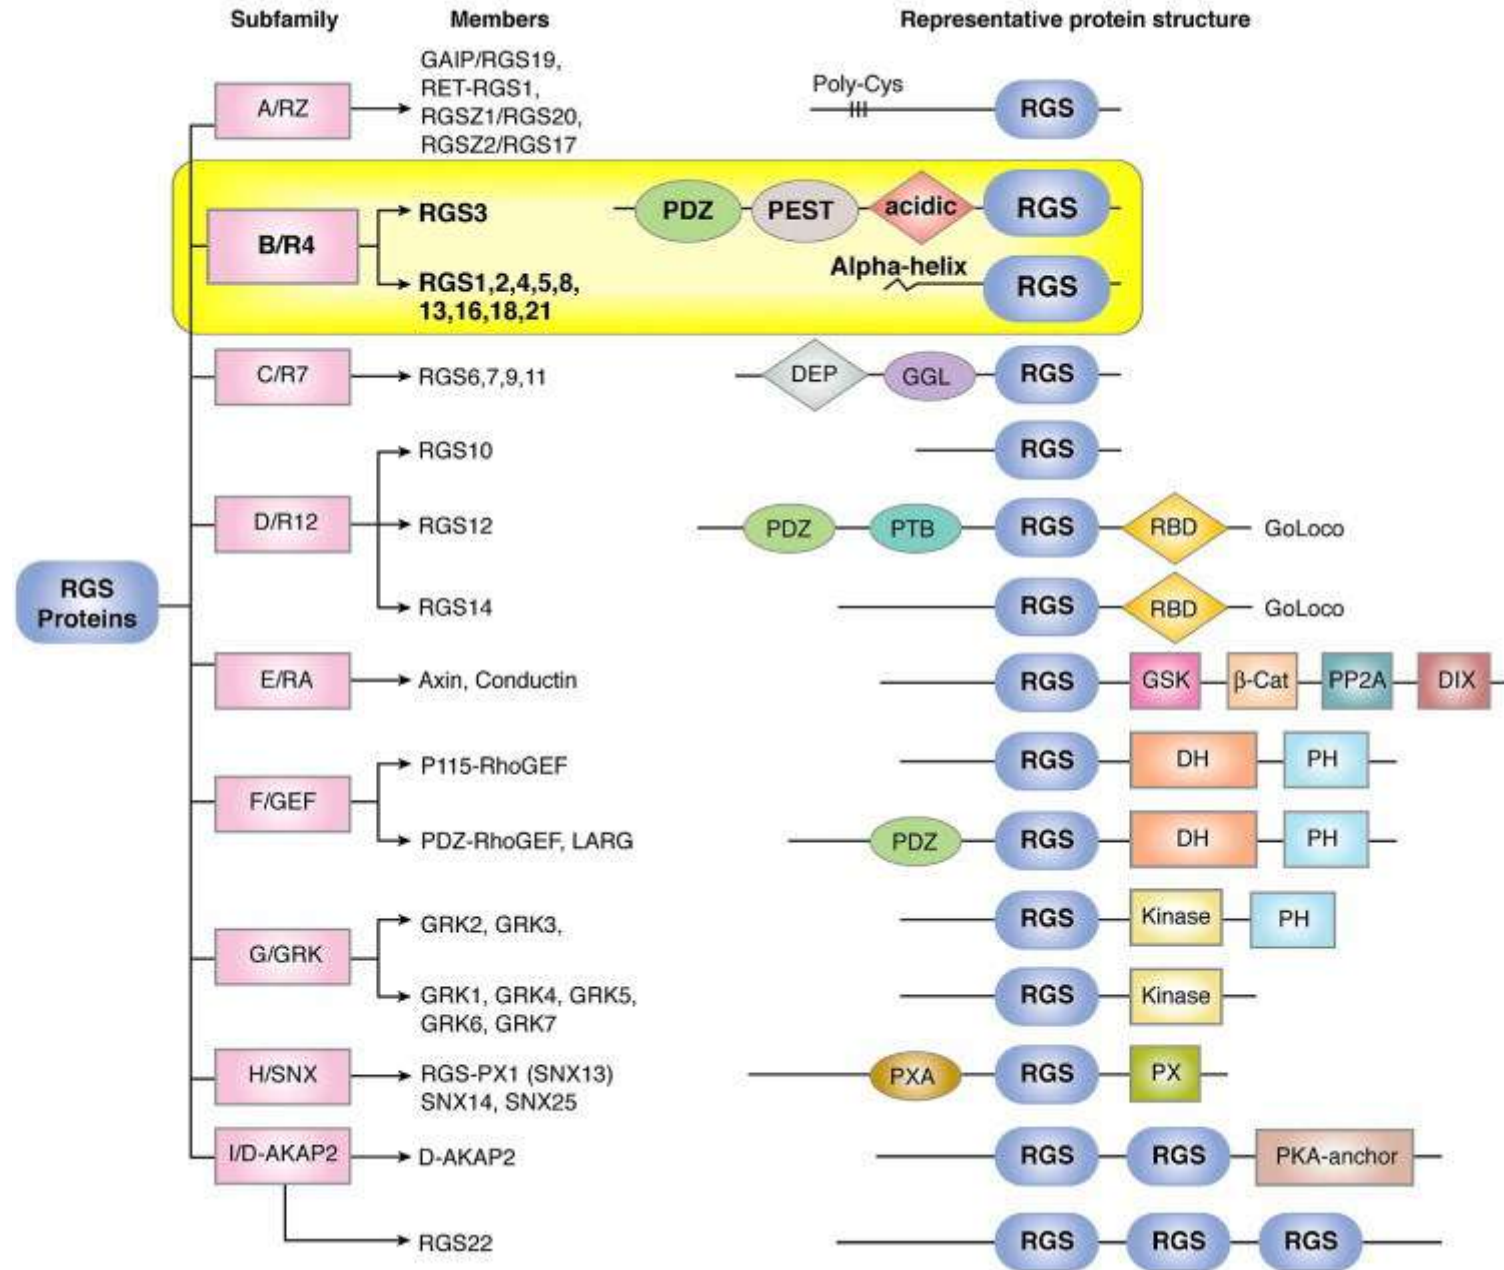 Subfamily
Members
Representative protein structure
A/RZ
GAIP/RGS19,
RET-RGS1,
RGSZ1/RGS20,
RGSZ2/RGS17
Poly-Cys
RGS
B/R4
RGS3
PDZ
PEST
acidic
RGS
RGS1,2,4,5,8,
13,16,18,21
Alpha-helix
RGS
C/R7
RGS6,7,9,11
DEP
GGL
RGS
D/R12
RGS10
RGS
RGS12
PDZ
PTB
RGS
RBD
GoLoco
RGS14
RGS
RBD
GoLoco
RGS
Proteins
E/RA
Axin, Conductin
RGS
GSK
β-Cat
PP2A
DIX
F/GEF
P115-RhoGEF
RGS
DH
PH
PDZ-RhoGEF, LARG
PDZ
RGS
DH
PH
G/GRK
GRK2, GRK3,
RGS
Kinase
PH
GRK1, GRK4, GRK5,
GRK6, GRK7
RGS
Kinase
H/SNX
RGS-PX1 (SNX13)
SNX14, SNX25
PXA
RGS
PX
I/D-AKAP2
D-AKAP2
RGS
RGS
PKA-anchor
RGS22
RGS
RGS
RGS